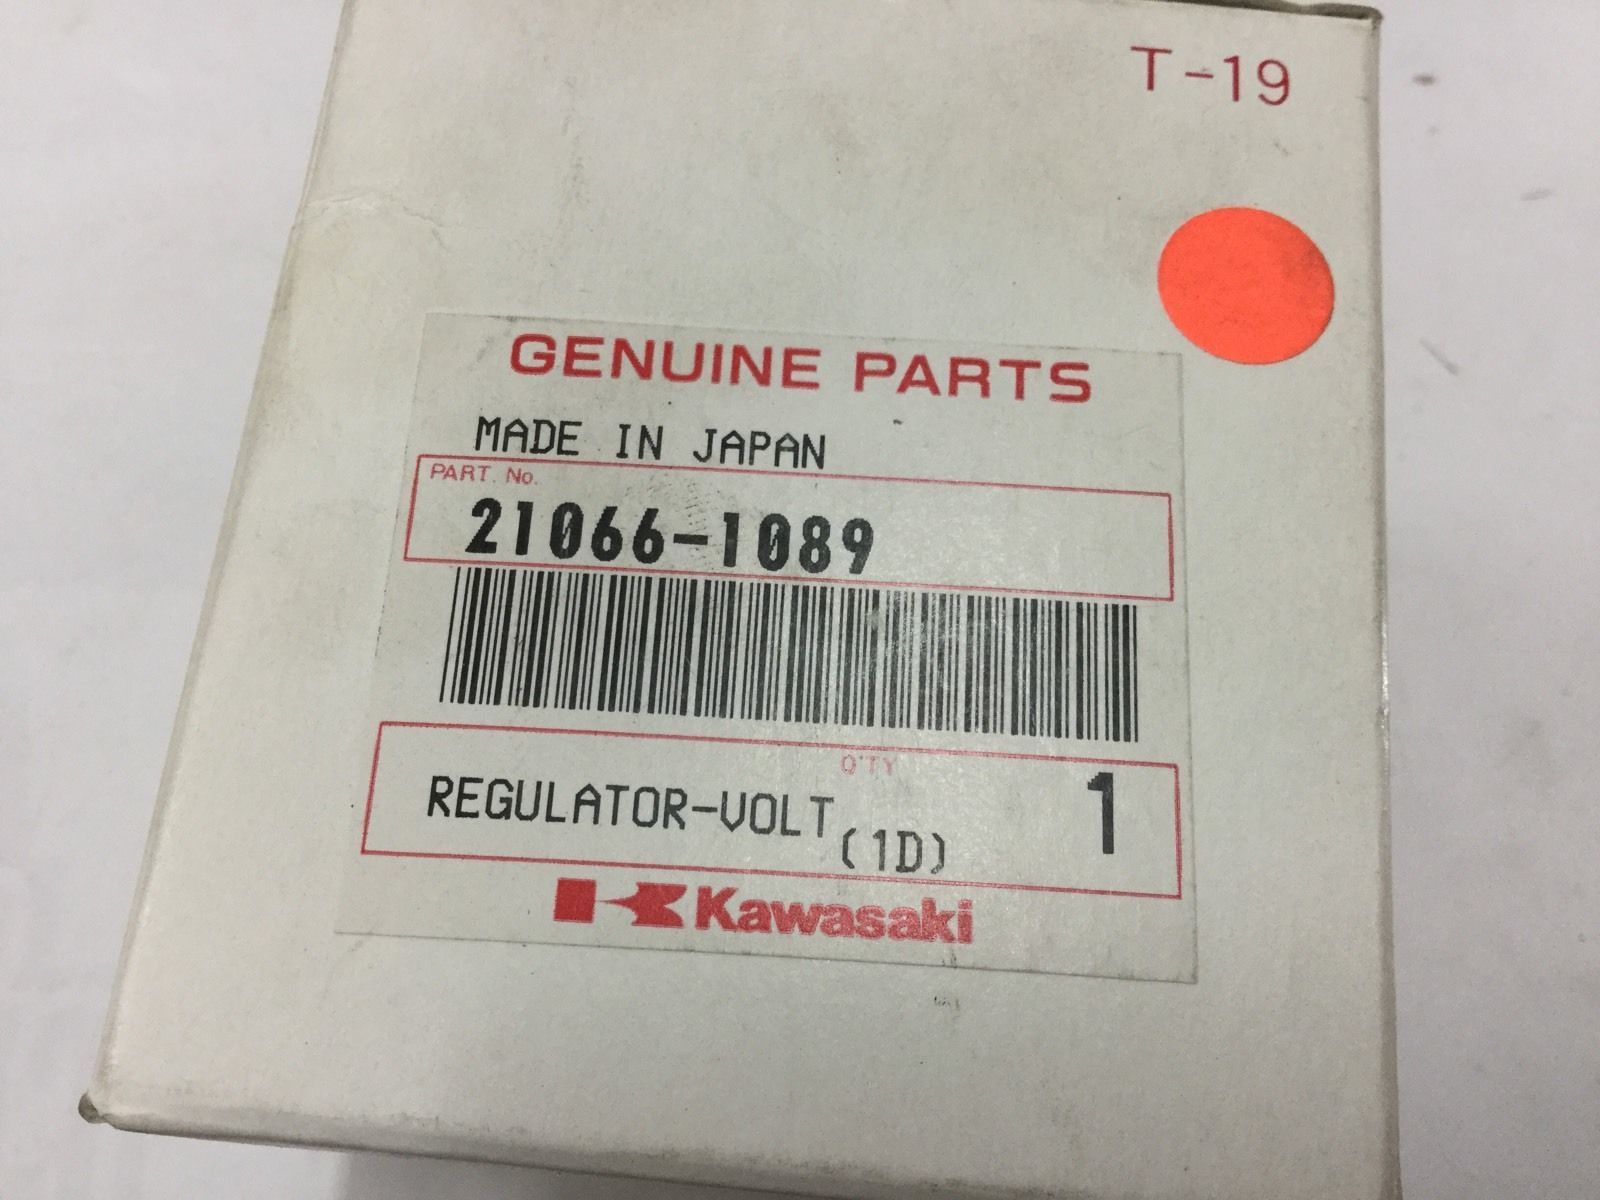 T-19
GENUINE PARTS
MADE IN JAPAN
PART. No.
21066-1089
Q'TY
REGULATOR-VOLT (1D) 1
Kawasaki